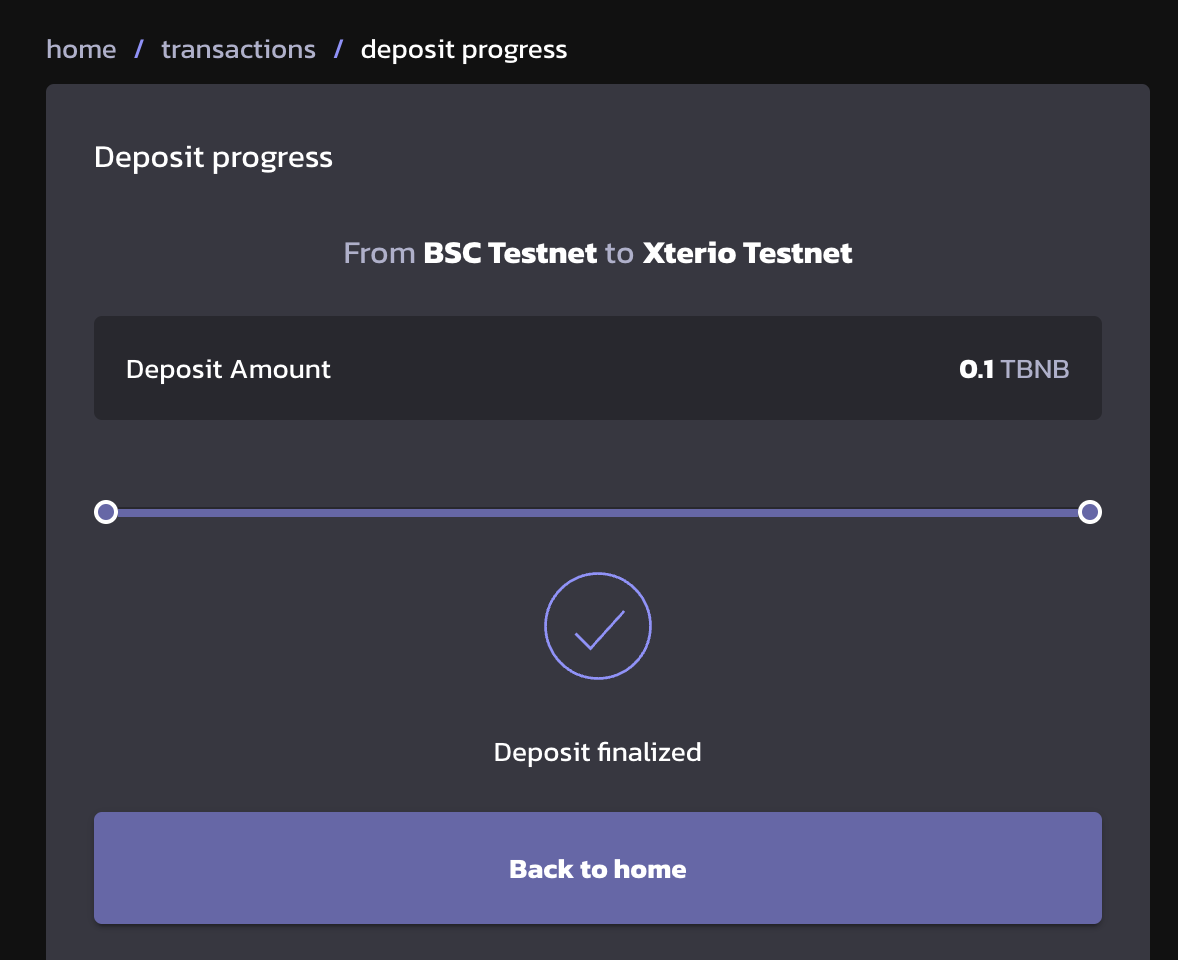 home / transactions / deposit progress
Deposit progress
From BSC Testnet to Xterio Testnet
Deposit Amount 0.1 TBNB
Deposit finalized
Back to home